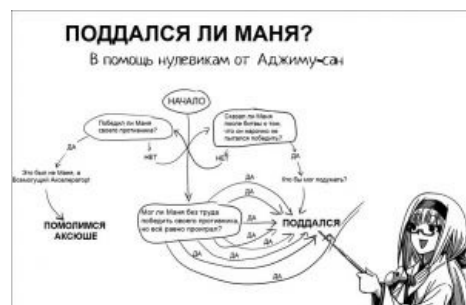 ПОДДАЛСЯ ЛИ МАНЯ?
В помощь нулевикам от Аджиму-сан
НАЧАЛО
Победил ли Маня
своего противника?
Сказал ли Маня
после битвы о том,
что он нарочно не
пытался победить?
ДА
НЕТ
НЕТ
ДА
Это был не Маня, а
Всемогущий Акселератор!
Кто бы мог подумать?
ДА
ДА
ДА
ПОМОЛИМСЯ
АКСЮШЕ
Мог ли Маня без труда
победить своего противника,
но всё равно проиграл?
ПОДДАЛСЯ
ДА
ДА
ДА
ДА